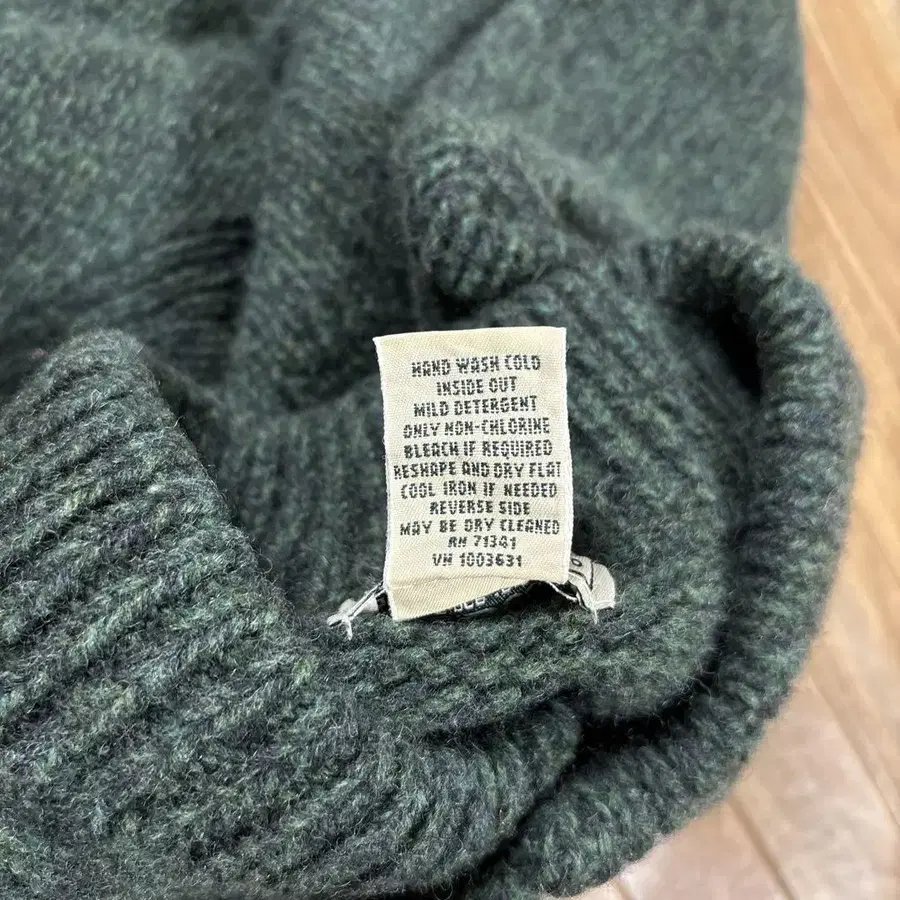 HAND WASH COLD
INSIDE OUT
MILD DETERGENT
ONLY NON-CHLORINE
BLEACH IF REQUIRED
RESHAPE AND DRY FLAT
COOL IRON IF NEEDED
REVERSE SIDE
MAY BE DRY CLEANED
RN 71341
VN 1003631